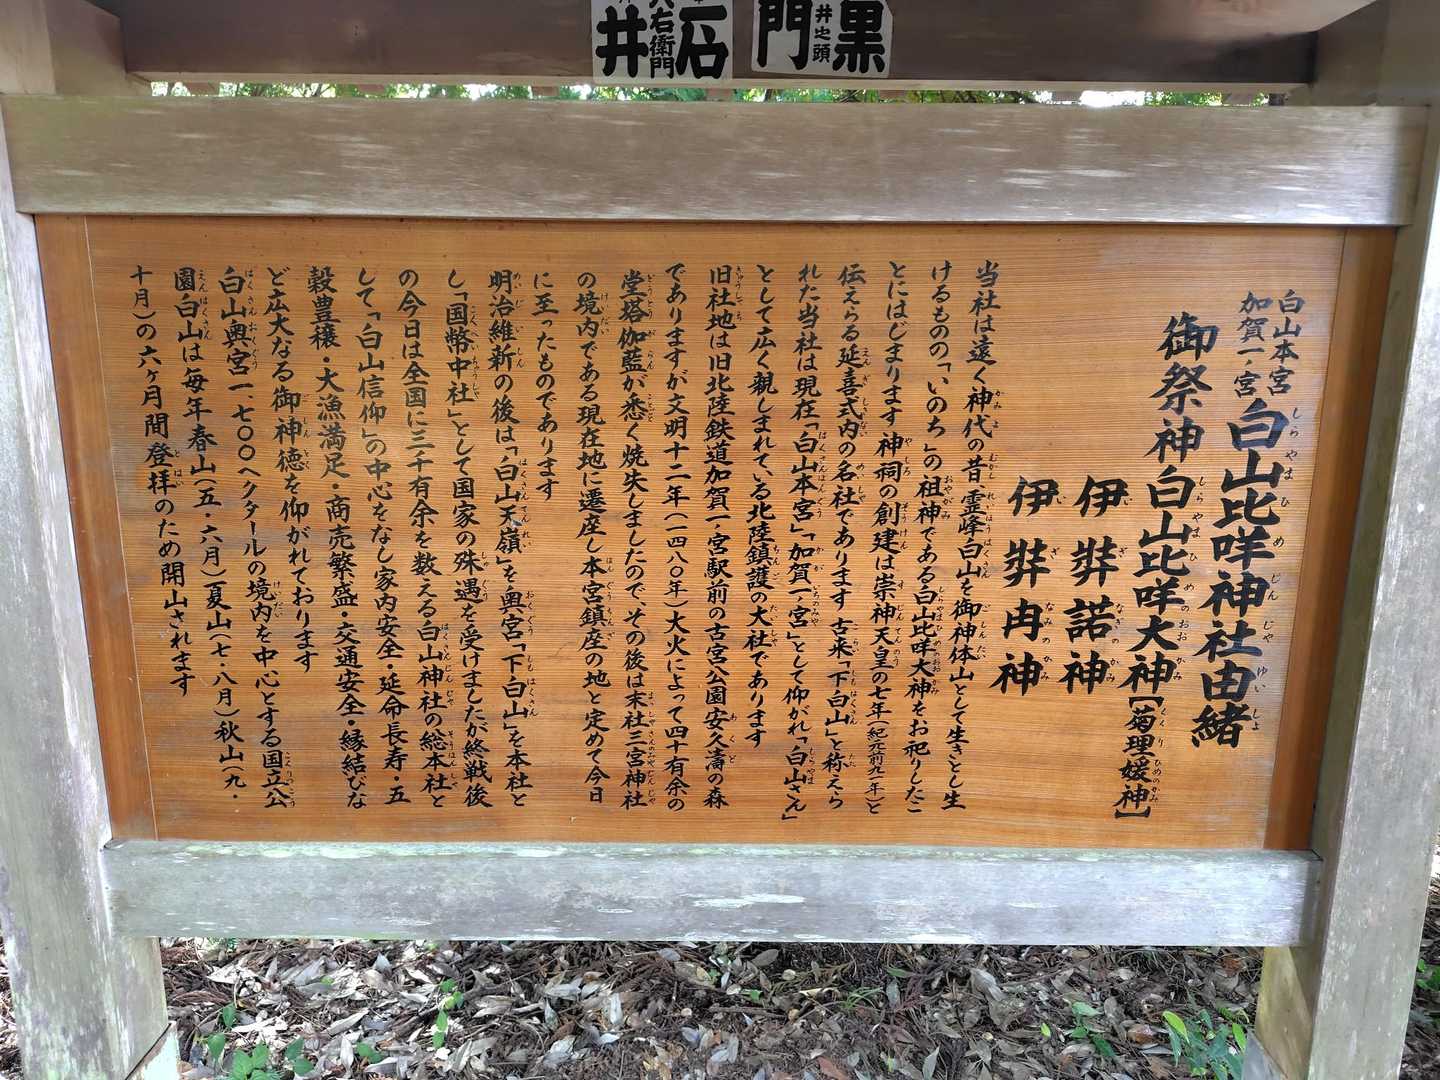 黒
井之頭
門
石
大右衛門
井
白山本宮
加賀一宮
白山比咩神社由緒
御祭神 白山比咩大神【菊理媛神】
伊弉諾神
伊弉冉神
当社は遠く神代の昔霊峰白山を御神体山として生きとし生
けるものの「いのち」の祖神である白山比咩大神をお祀りしたこ
とにはじまります 神祠の創建は崇神天皇の七年(紀元前九一年)と
伝えらる延喜式内の名社であります 古来「下白山」と称えら
れた当社は現在「白山本宮」「加賀一宮」として仰がれ「白山さん」
として広く親しまれている北陸鎮護の大社であります
旧社地は旧北陸鉄道加賀一宮駅前の古宮公園安久濤の森
でありますが文明十二年(一四八〇年)大火によって四十有余の
堂塔伽藍が悉く焼失しましたので、その後は末社三宮神社
の境内である現在地に遷座し本宮鎮座の地と定めて今日
に至ったものであります
明治維新の後は「白山天嶺」を奥宮「下白山」を本社と
し「国幣中社」として国家の殊遇を受けましたが終戦後
の今日は全国に三千有余を数える白山神社の総本社と
して「白山信仰」の中心をなし家内安全・延命長寿・五
穀豊穣・大漁満足・商売繁盛・交通安全・縁結びな
ど広大なる御神徳を仰がれております
白山奥宮一、七〇〇ヘクタールの境内を中心とする国立公
園白山は毎年春山(五・六月)夏山(七・八月)秋山(九・
十月)の六ヶ月間登拝のため開山されます